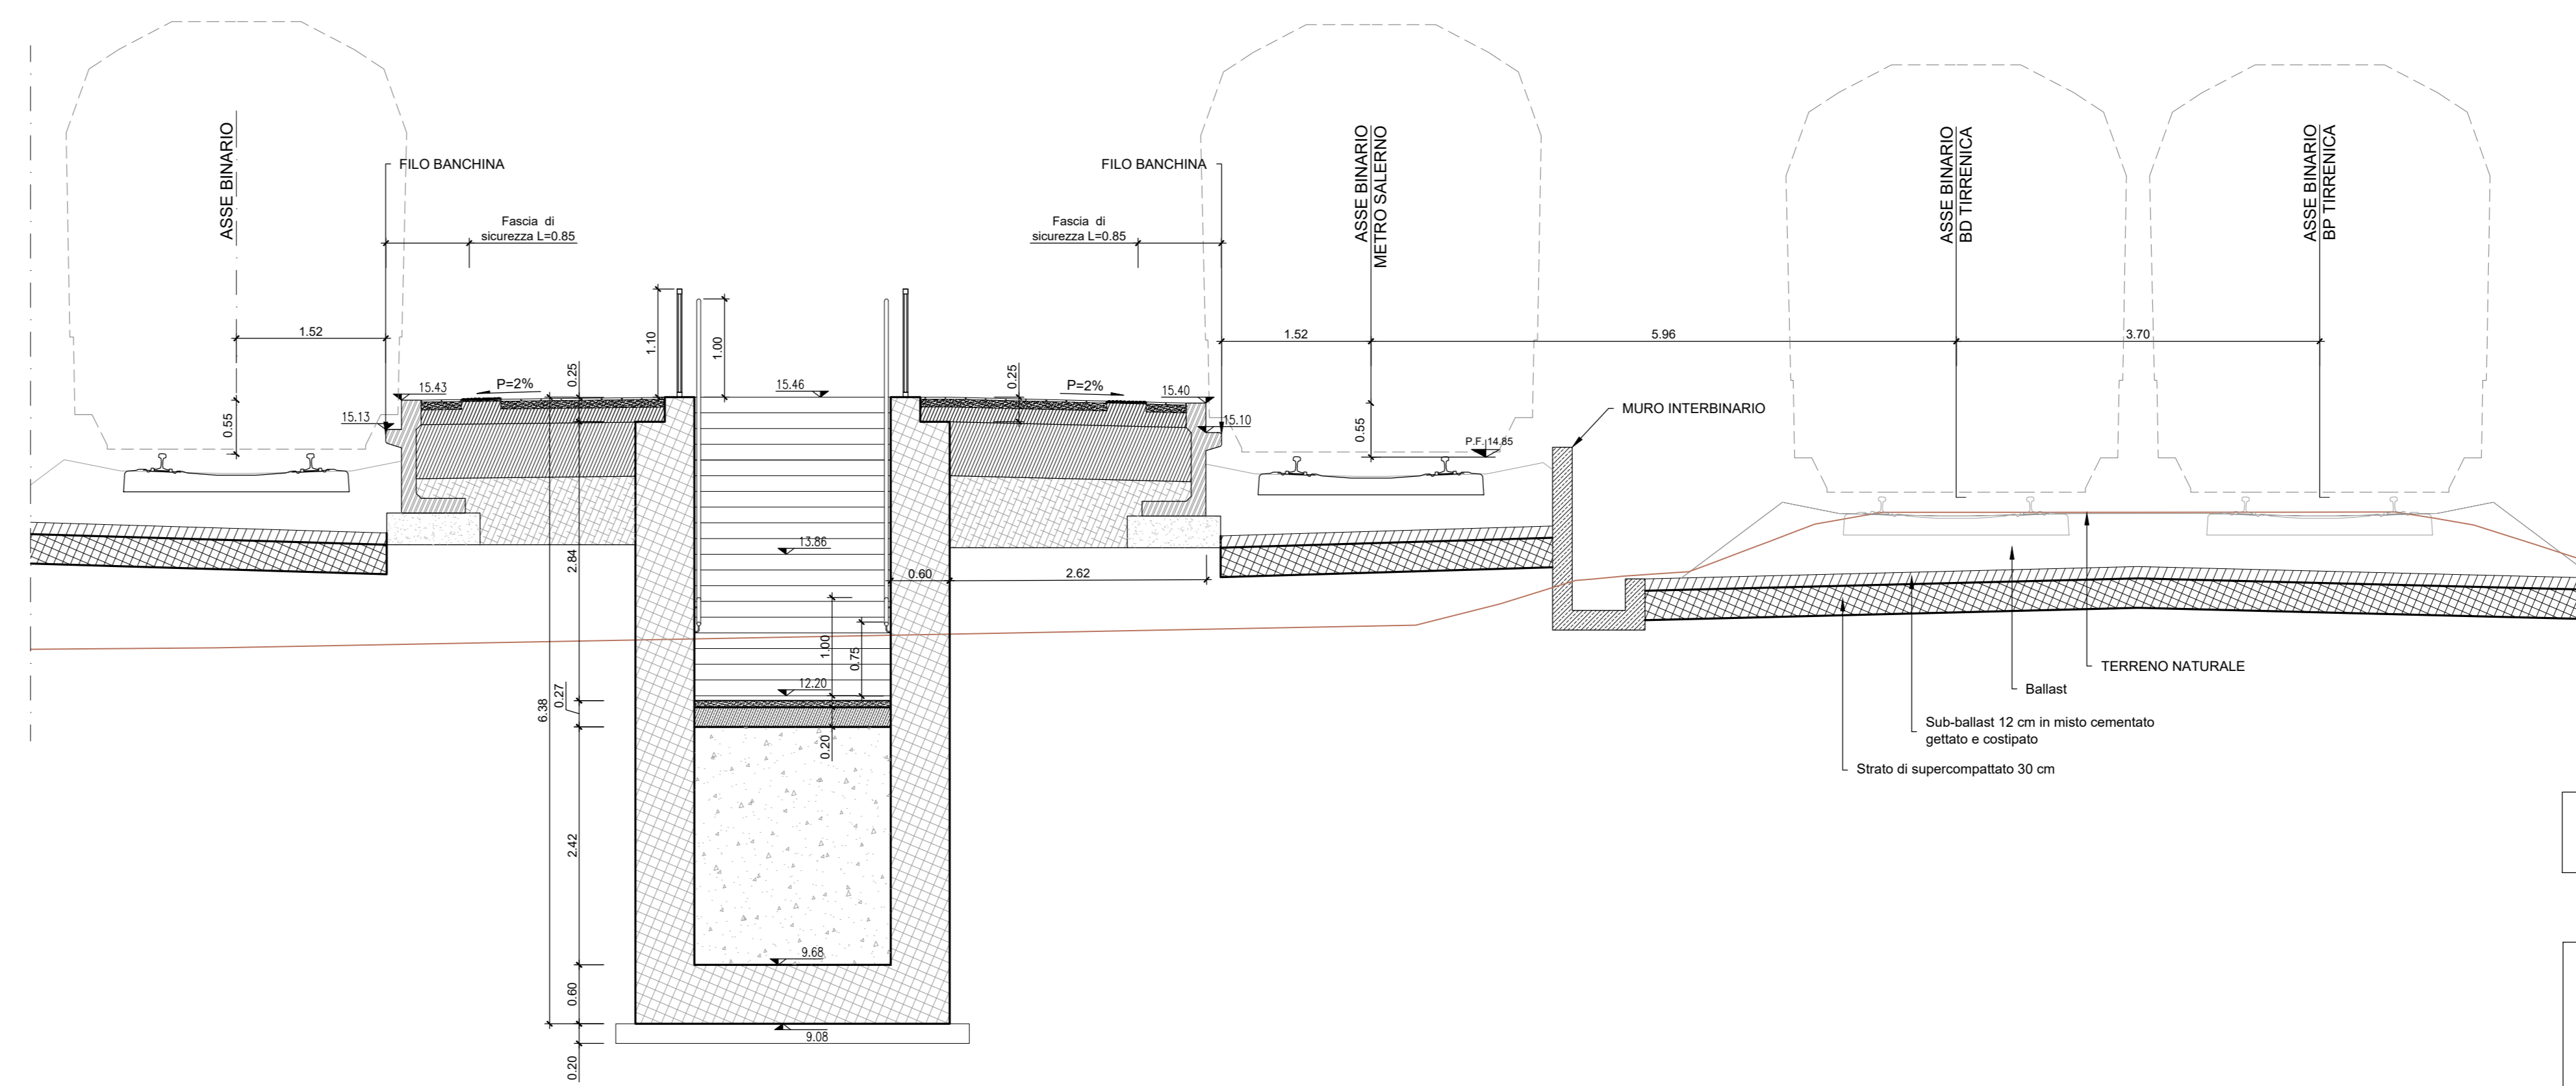 ASSE BINARIO
FILO BANCHINA
Fascia di
sicurezza L=0.85
1.52
0.55
15.43
15.13
P=2%
0.25
1.10
1.00
15.46
FILO BANCHINA
Fascia di
sicurezza L=0.85
0.25
P=2%
15.40
15.10
ASSE BINARIO
METRO SALERNO
1.52
5.96
3.70
0.55
P.F. 14.85
ASSE BINARIO
BD TIRRENICA
ASSE BINARIO
BP TIRRENICA
MURO INTERBINARIO
13.86
0.60
2.62
2.84
1.00
0.75
12.20
0.27
6.38
0.20
2.42
9.68
0.60
9.08
0.20
TERRENO NATURALE
Ballast
Sub-ballast 12 cm in misto cementato
gettato e costipato
Strato di supercompattato 30 cm